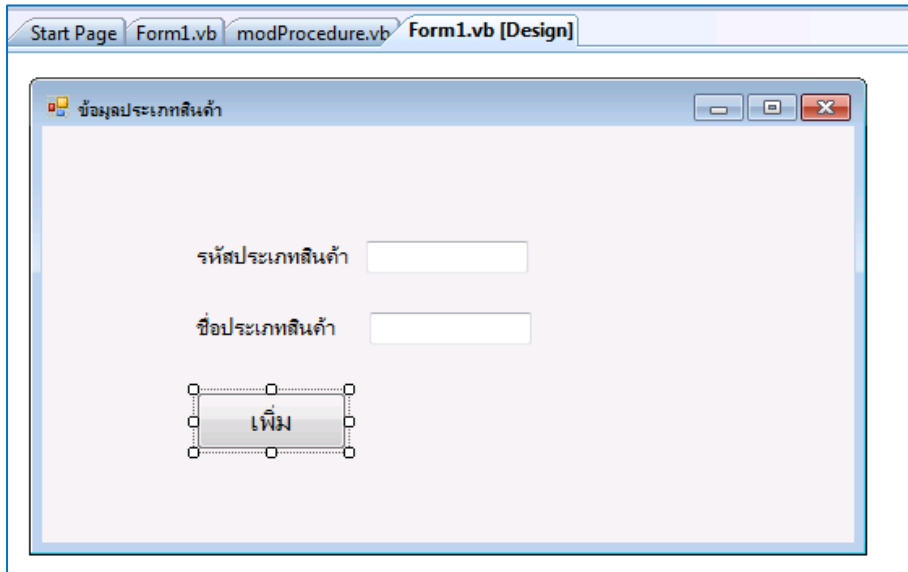 Start Page Form1.vb modProcedure.vb Form1.vb [Design]
ข้อมูลประเภทสินค้า
รหัสประเภทสินค้า
ชื่อประเภทสินค้า
เพิ่ม